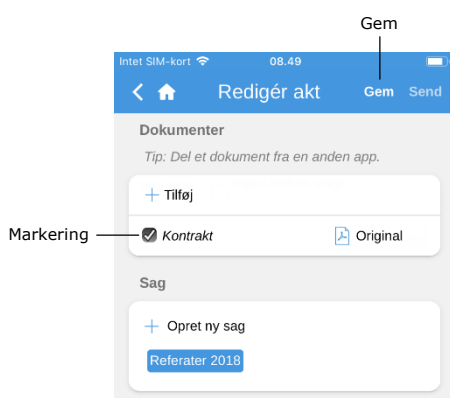 Gem
Intet SIM-kort 08.49
Redigér akt Gem Send
Dokumenter
Tip: Del et dokument fra en anden app.
+ Tilføj
Markering
Kontrakt Original
Sag
+ Opret ny sag
Referater 2018